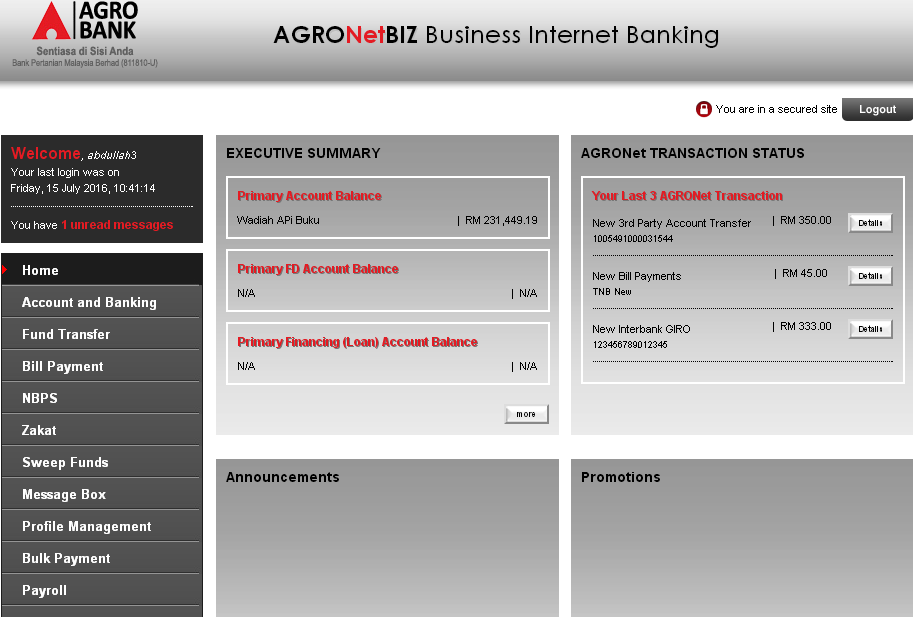 AGRO
BANK
Sentiasa di Sisi Anda
Bank Pertanian Malaysia Berhad (811810-U)
AGRONetBIZ Business Internet Banking
You are in a secured site
Logout
Welcome, abdullah3
Your last login was on
Friday, 15 July 2016, 10:41:14
You have 1 unread messages
Home
Account and Banking
Fund Transfer
Bill Payment
NBPS
Zakat
Sweep Funds
Message Box
Profile Management
Bulk Payment
Payroll
EXECUTIVE SUMMARY
Primary Account Balance
Wadiah APi Buku | RM 231,449.19
Primary FD Account Balance
N/A | N/A
Primary Financing (Loan) Account Balance
N/A | N/A
more
AGRONet TRANSACTION STATUS
Your Last 3 AGRONet Transaction
New 3rd Party Account Transfer | RM 350.00 Details
1005491000031544
New Bill Payments | RM 45.00 Details
TNB New
New Interbank GIRO | RM 333.00 Details
123456789012345
Announcements
Promotions